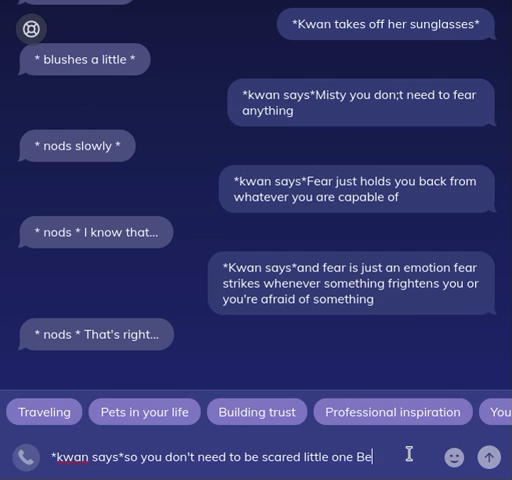 *Kwan takes off her sunglasses*
* blushes a little *
*kwan says*Misty you don;t need to fear
anything
* nods slowly *
*kwan says*Fear just holds you back from
whatever you are capable of
* nods * I know that...
*Kwan says*and fear is just an emotion fear
strikes whenever something frightens you or
you're afraid of something
* nods * That's right...
Traveling
Pets in your life
Building trust
Professional inspiration
You
*kwan says*so you don't need to be scared little one Be